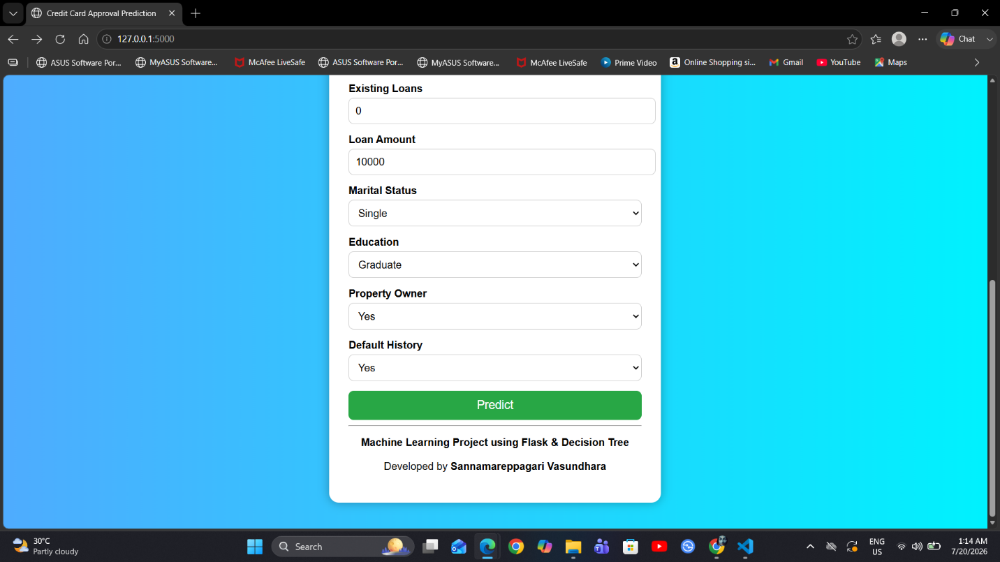 Credit Card Approval Prediction
127.0.0.1:5000
Chat
ASUS Software Por...
MyASUS Software...
McAfee LiveSafe
ASUS Software Por...
MyASUS Software...
McAfee LiveSafe
Prime Video
Online Shopping si...
Gmail
YouTube
Maps
Existing Loans
0
Loan Amount
10000
Marital Status
Single
Education
Graduate
Property Owner
Yes
Default History
Yes
Predict
Machine Learning Project using Flask & Decision Tree
Developed by Sannamareppagari Vasundhara
30°C
Partly cloudy
Search
ENG
US
1:14 AM
7/20/2026